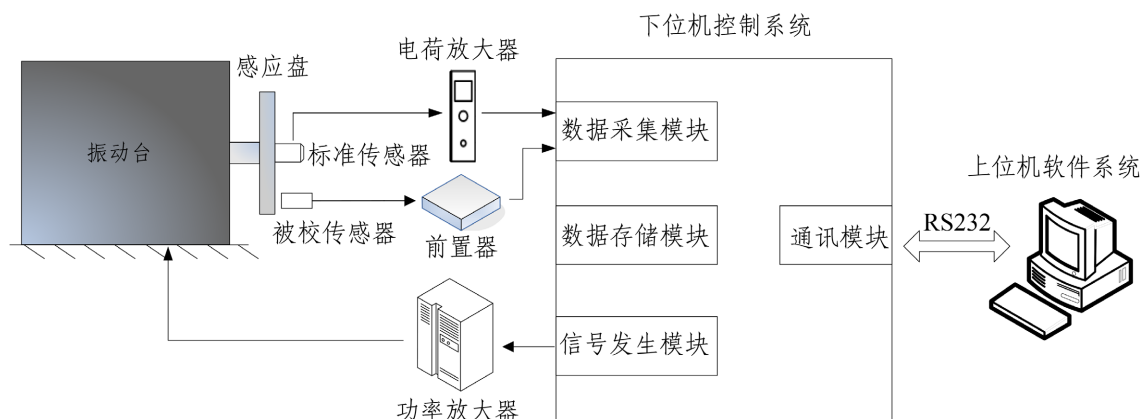 下位机控制系统
电荷放大器
感应盘
数据采集模块
振动台
标准传感器
上位机软件系统
被校传感器
前置器
数据存储模块
通讯模块
RS232
信号发生模块
功率放大器